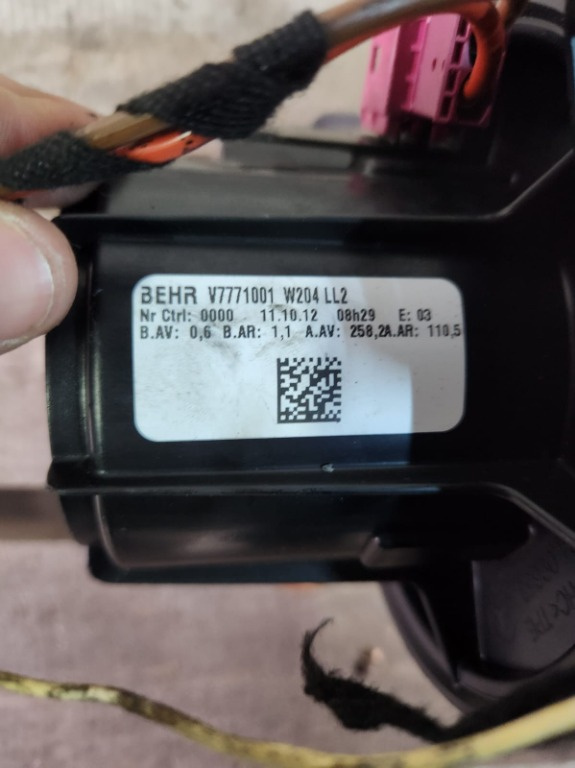 BEHR V7771001 W204 LL2
Nr Ctrl: 0000 11.10.12 08h29 E: 03
B.AV: 0,6 B.AR: 1,1 A.AV: 258,2A.AR: 110,5